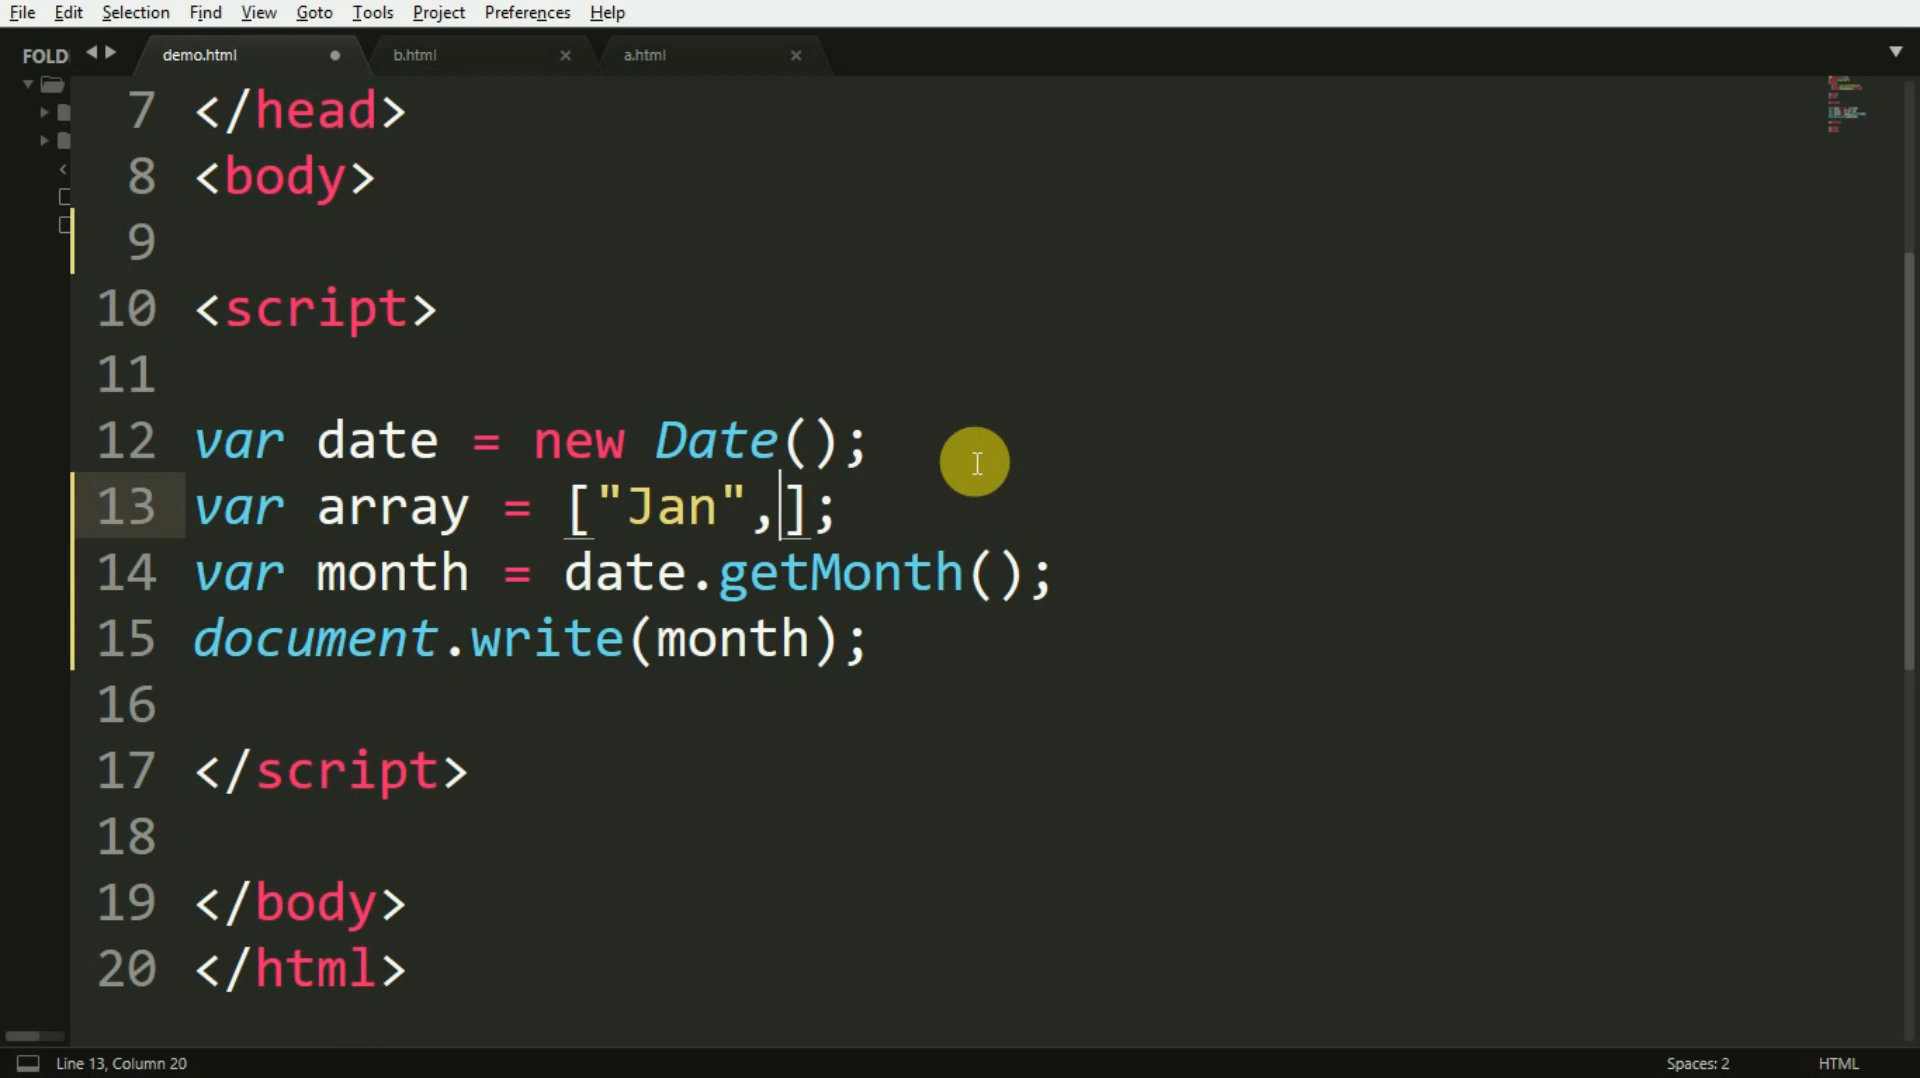 File Edit Selection Find View Goto Tools Project Preferences Help
FOLD demo.html b.html a.html
7 </head>
8 <body>
9
10 <script>
11
12 var date = new Date();
13 var array = ["Jan",];
14 var month = date.getMonth();
15 document.write(month);
16
17 </script>
18
19 </body>
20 </html>
Line 13, Column 20 Spaces: 2 HTML